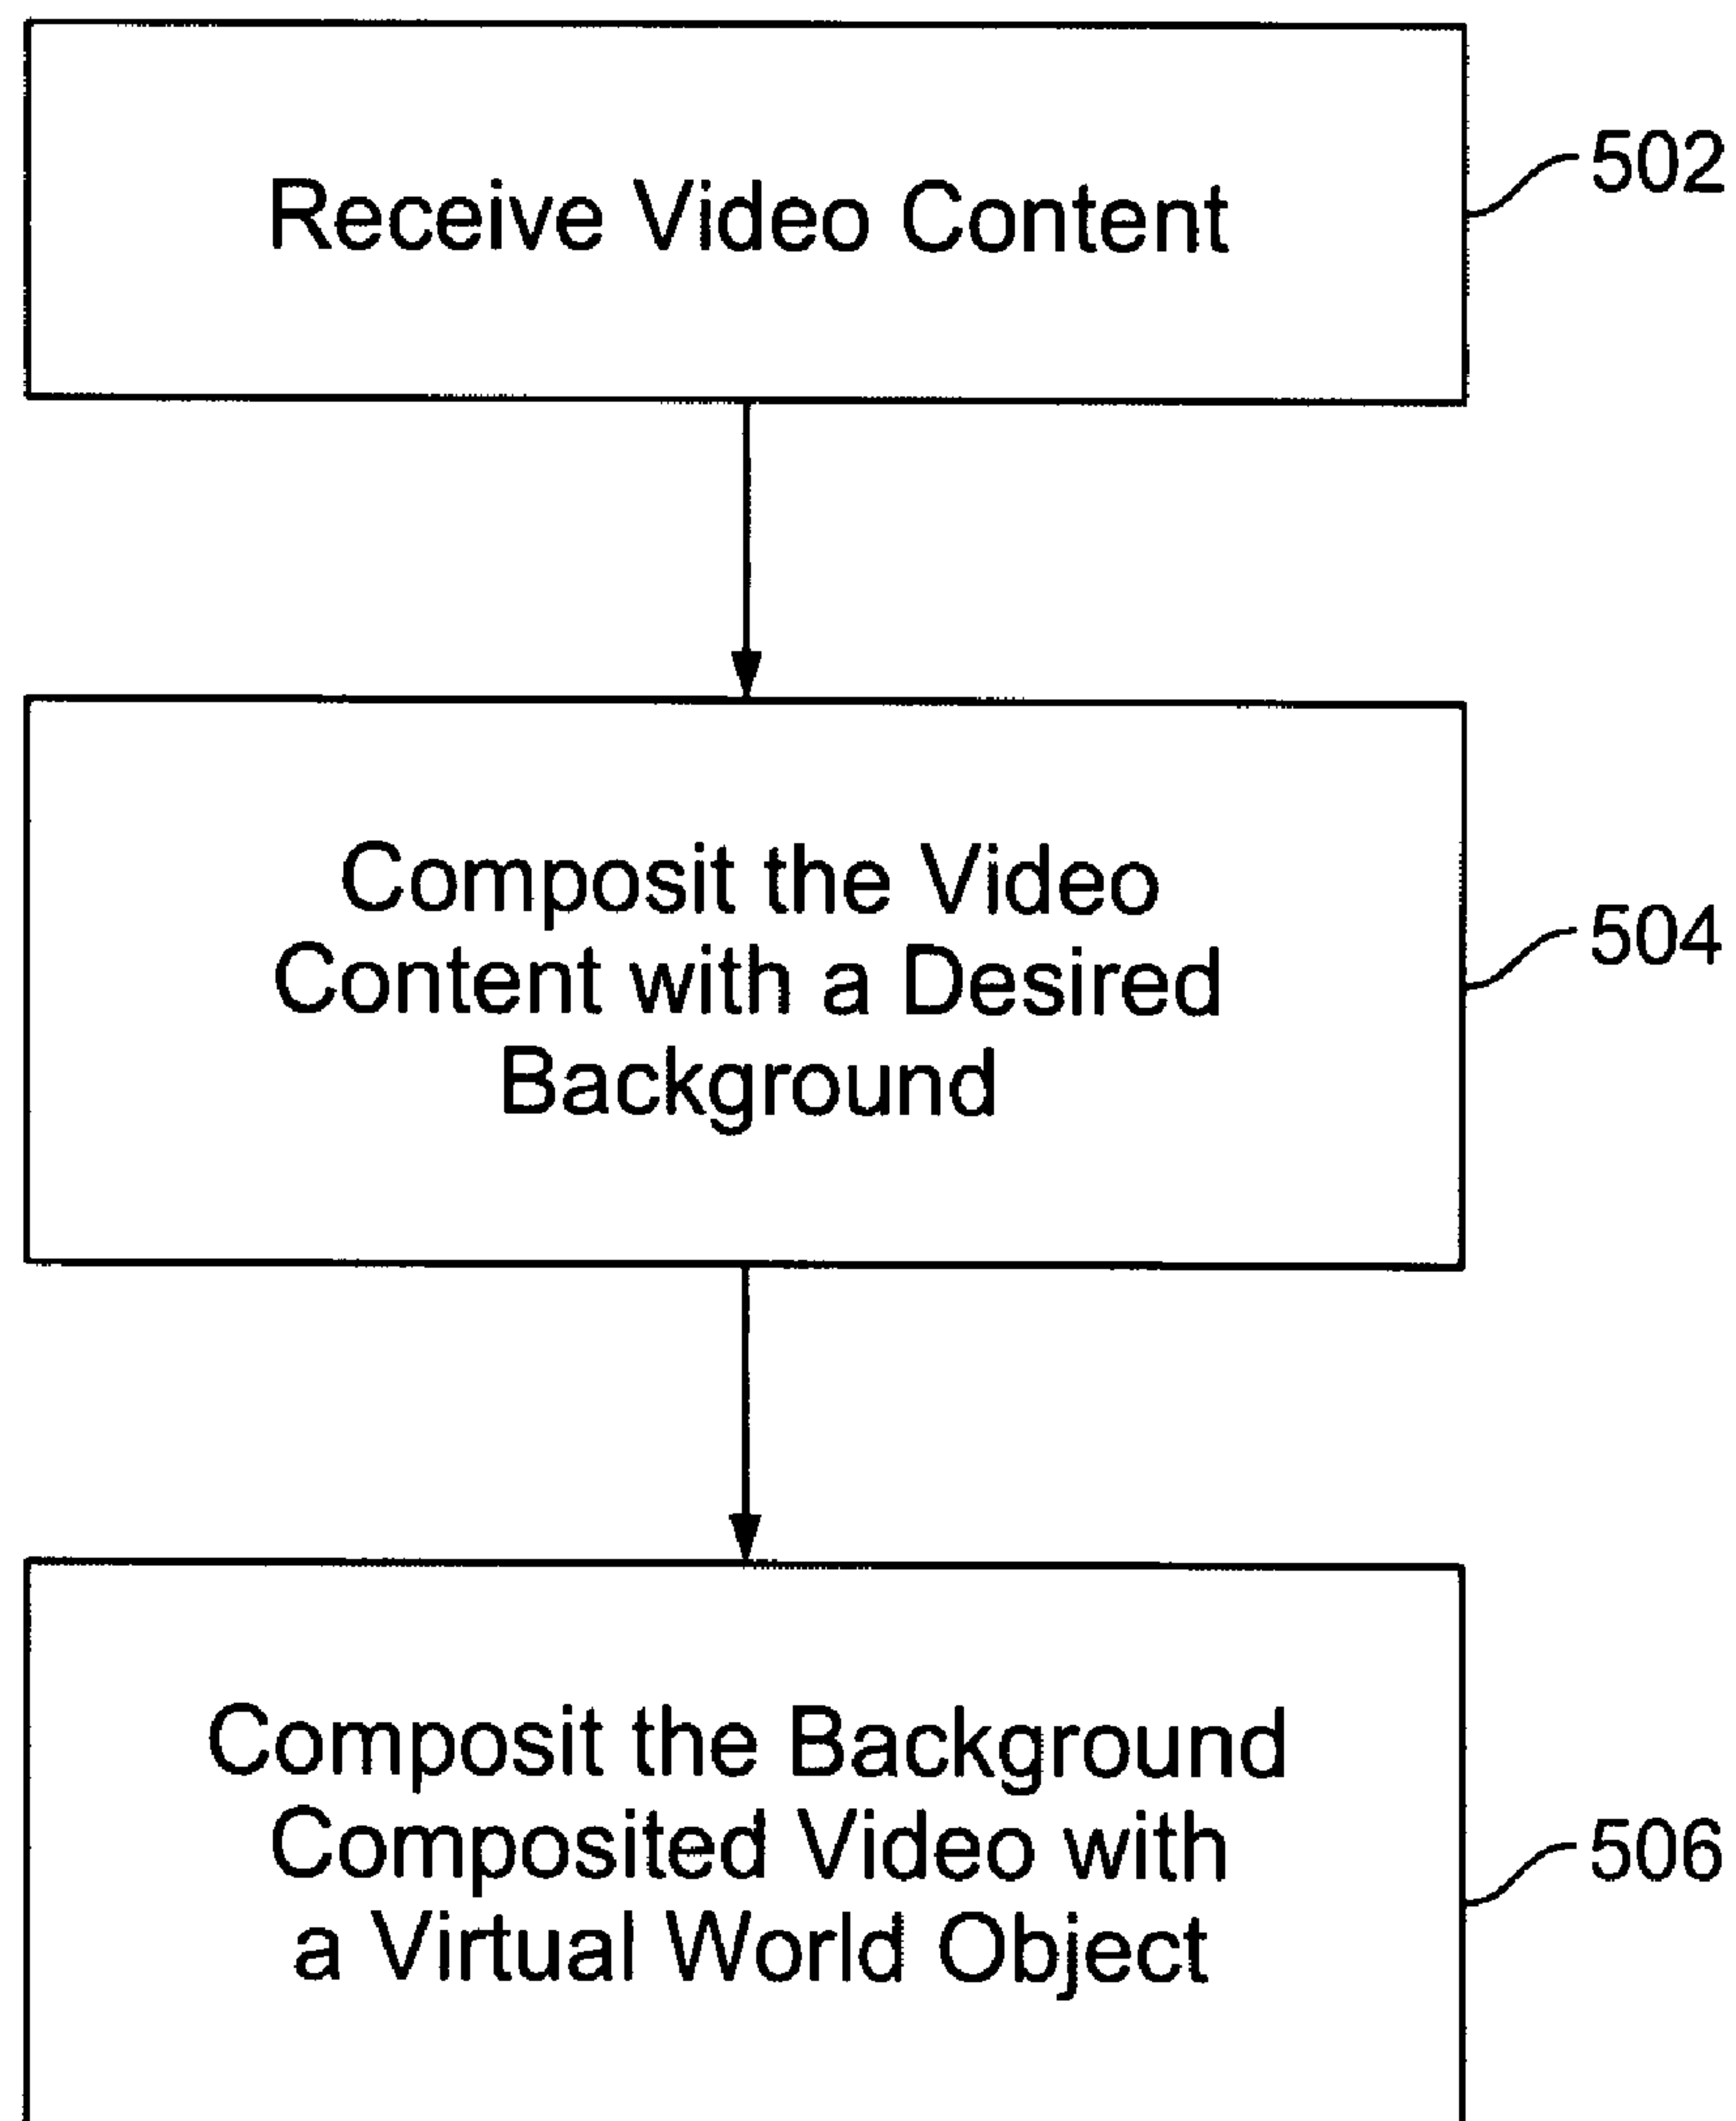 Receive Video Content
502
Composit the Video
Content with a Desired
Background
504
Composit the Background
Composited Video with
a Virtual World Object
506